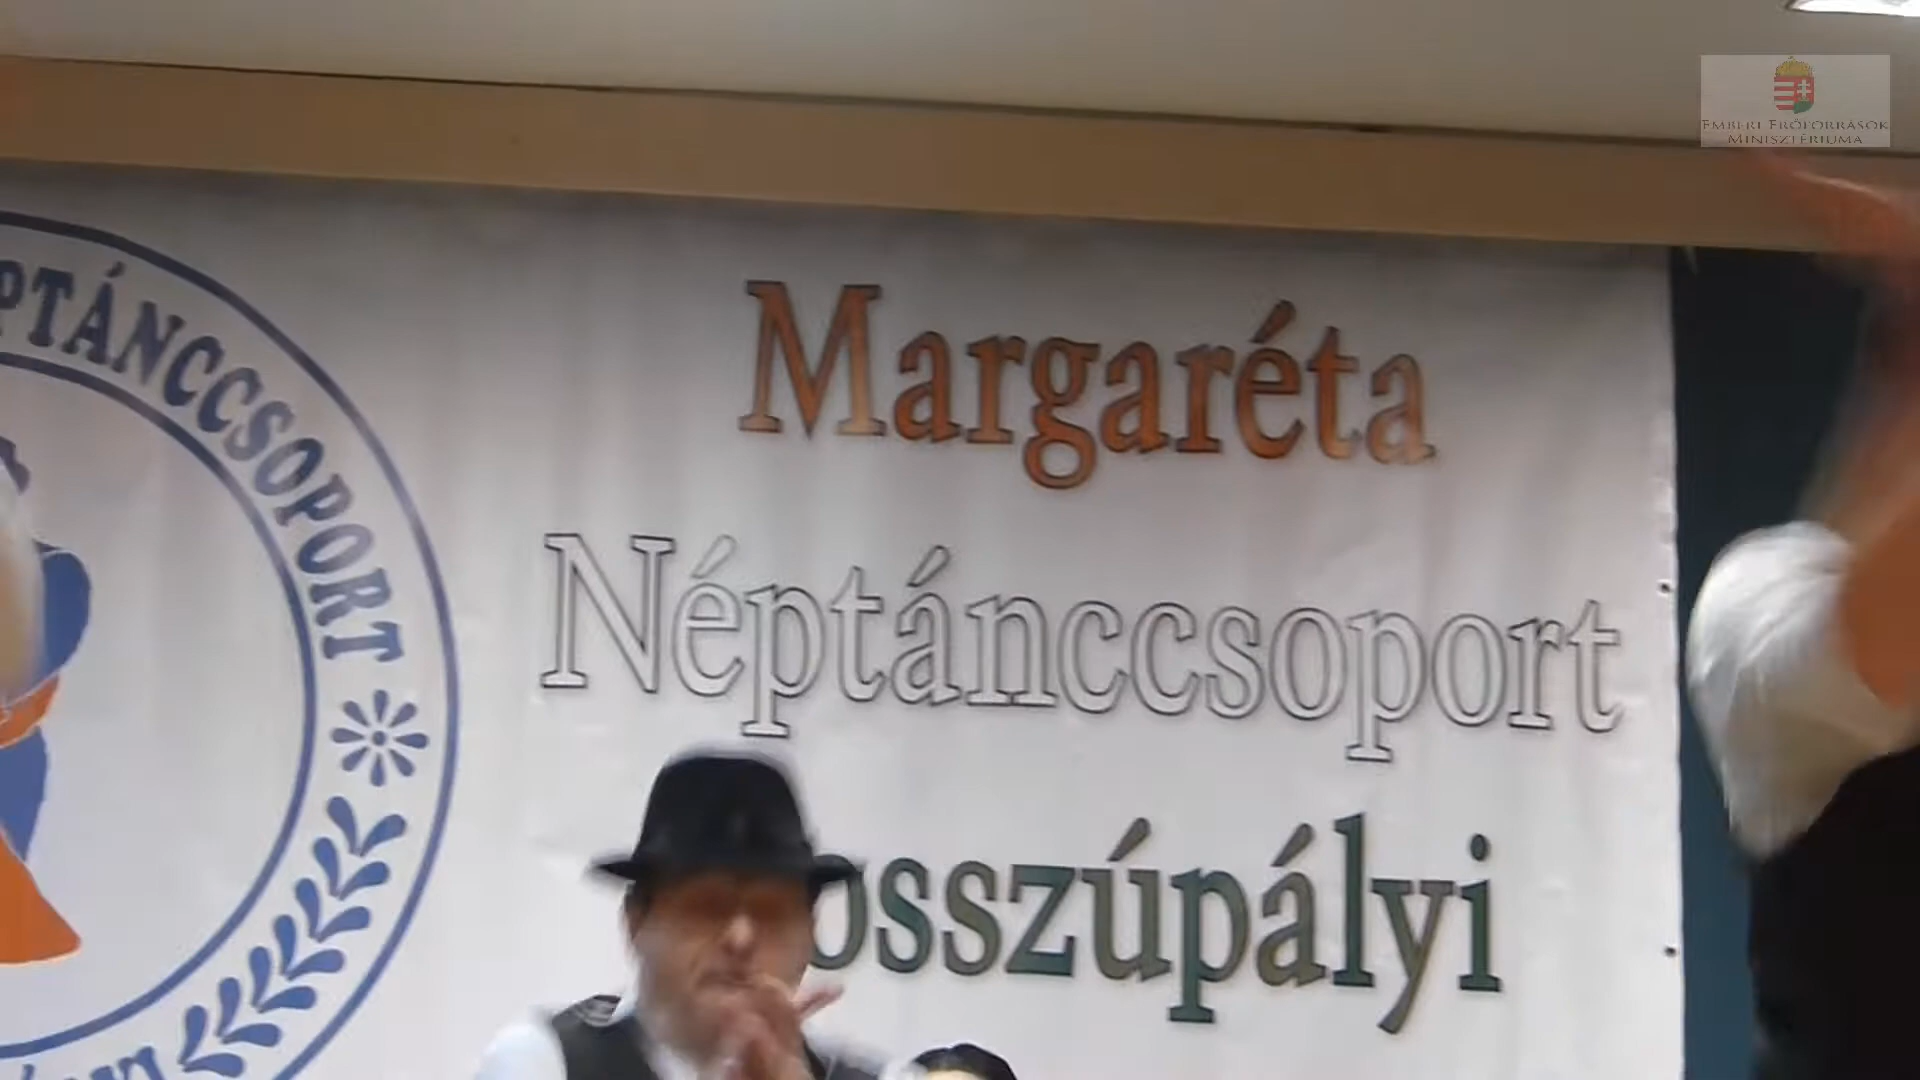 EMBERI ERŐFORRÁSOK
MINISZTÉRIUMA
PTÁNCCSOPORT
Margaréta
Néptánccsoport
osszúpályi